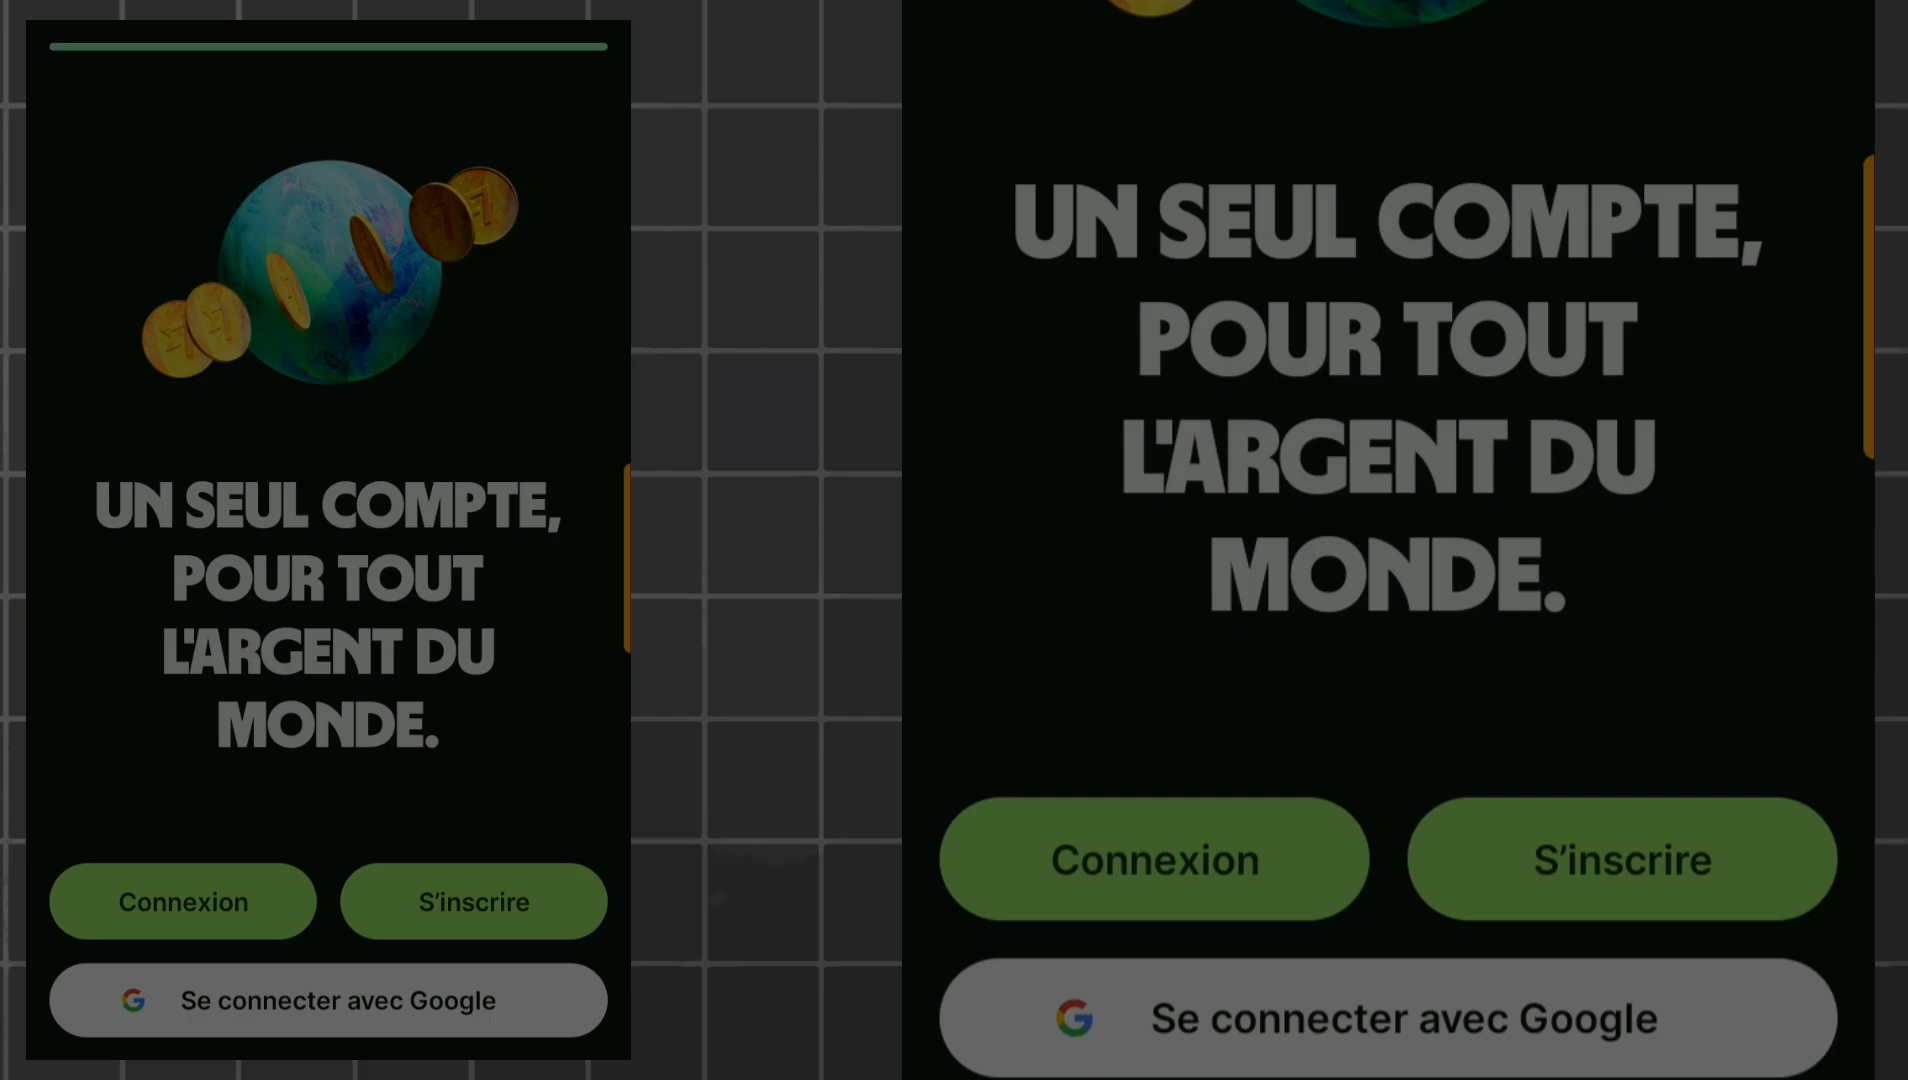 UN SEUL COMPTE,
POUR TOUT
L'ARGENT DU
MONDE.
Connexion
S’inscrire
Se connecter avec Google
UN SEUL COMPTE,
POUR TOUT
L'ARGENT DU
MONDE.
Connexion
S’inscrire
Se connecter avec Google